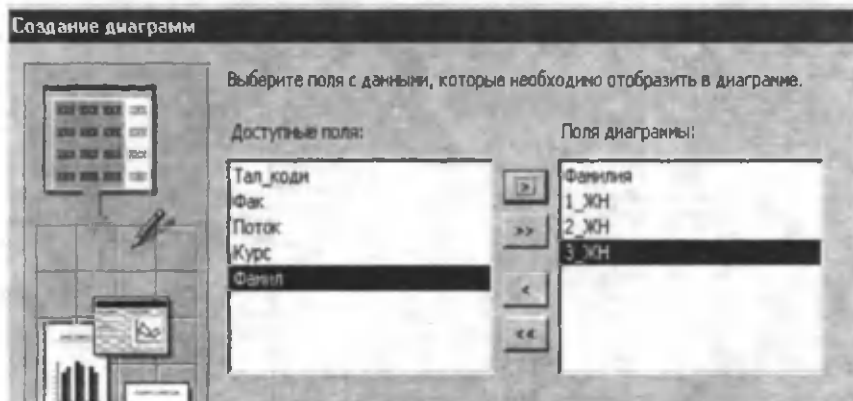 Создание диаграмм
Выберите поля с данными, которые необходимо отобразить в диаграмме.
Доступные поля:
Поля диаграммы:
Тал_коди
Фак
Поток
Курс
Фамил
>
>>
<
<<
Фамилия
1_ЖН
2_ЖН
3_ЖН